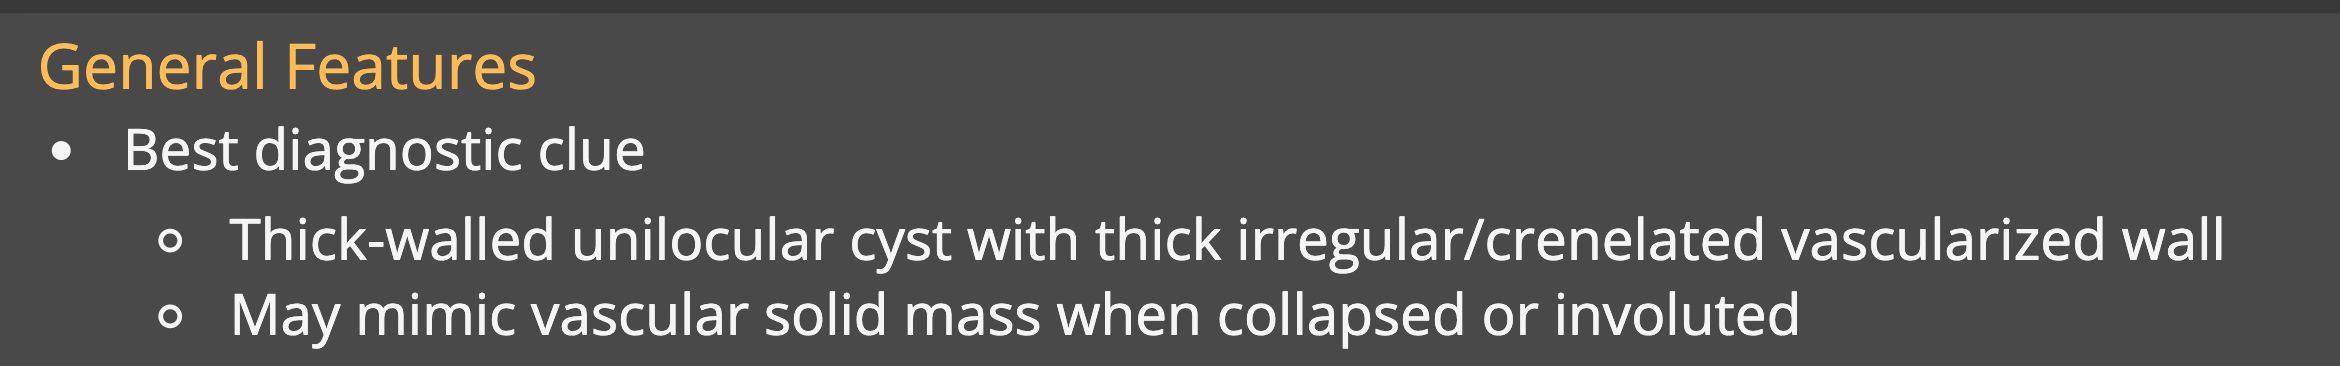 General Features
• Best diagnostic clue
○ Thick-walled unilocular cyst with thick irregular/crenelated vascularized wall
○ May mimic vascular solid mass when collapsed or involuted